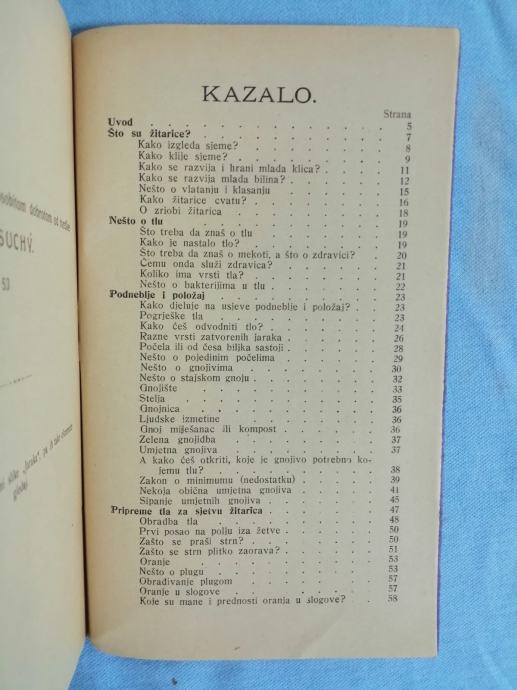 SUCHÝ.
53
KAZALO.
Strana
Uvod . . . . . . . . . . . . 5
Što su žitarice? . . . . . . . . . . 7
Kako izgleda sjeme? . . . . . . . . 8
Kako klije sjeme? . . . . . . . . 9
Kako se razvija i hrani mlada klica? . . . . 11
Kako se razvija mlada bilina? . . . . . 12
Nešto o vlatanju i klasanju . . . . . . 15
Kako žitarice cvatu? . . . . . . . 16
O zriobi žitarica . . . . . . . . 18
Nešto o tlu . . . . . . . . . . 19
Što treba da znaš o tlu . . . . . . 19
Kako je nastalo tlo? . . . . . . . 19
Što treba da znaš o mekoti, a što o zdravici? . . 20
Čemu onda služi zdravica? . . . . . . 21
Koliko ima vrsti tla? . . . . . . . 21
Nešto o bakterijama u tlu . . . . . . 22
Podneblje i položaj . . . . . . . . 23
Kako djeluje na usjeve podneblje i položaj? . . 23
Pogrješke tla . . . . . . . . . 23
Kako ćeš odvodniti tlo? . . . . . . 24
Razne vrsti zatvorenih jaraka . . . . . 26
Počela ili od česa biljka sastoji . . . . . 28
Nešto o pojedinim počelima . . . . . 29
Nešto o gnojivima . . . . . . . . 30
Nešto o stajskom gnoju . . . . . . . 32
Gnojište . . . . . . . . . . 33
Stelja . . . . . . . . . . . 35
Gnojnica . . . . . . . . . . 36
Ljudske izmetine . . . . . . . . 36
Gnoj miješanac ili kompost . . . . . . 36
Zelena gnojidba . . . . . . . . 37
Umjetna gnojiva . . . . . . . . 37
A kako ćeš otkriti, koje je gnojivo potrebno ko-
jemu tlu? . . . . . . . . . 38
Zakon o minimumu (nedostatku) . . . . . 39
Nekoja obična umjetna gnojiva . . . . . 41
Sipanje umjetnih gnojiva . . . . . . 45
Pripreme tla za sjetvu žitarica . . . . . . 47
Obradba tla . . . . . . . . . 48
Prvi posao na polju iza žetve . . . . . 50
Zašto se praši strn? . . . . . . . 50
Zašto se strn plitko zaorava? . . . . . 51
Oranje . . . . . . . . . . 53
Nešto o plugu . . . . . . . . . 53
Obrađivanje plugom . . . . . . . 57
Oranje u slogove . . . . . . . . 57
Koje su mane i prednosti oranja u slogove? . . 58